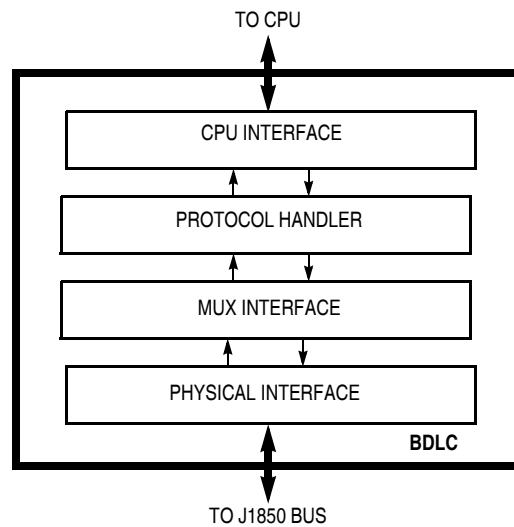 TO CPU
CPU INTERFACE
PROTOCOL HANDLER
MUX INTERFACE
PHYSICAL INTERFACE
BDLC
TO J1850 BUS